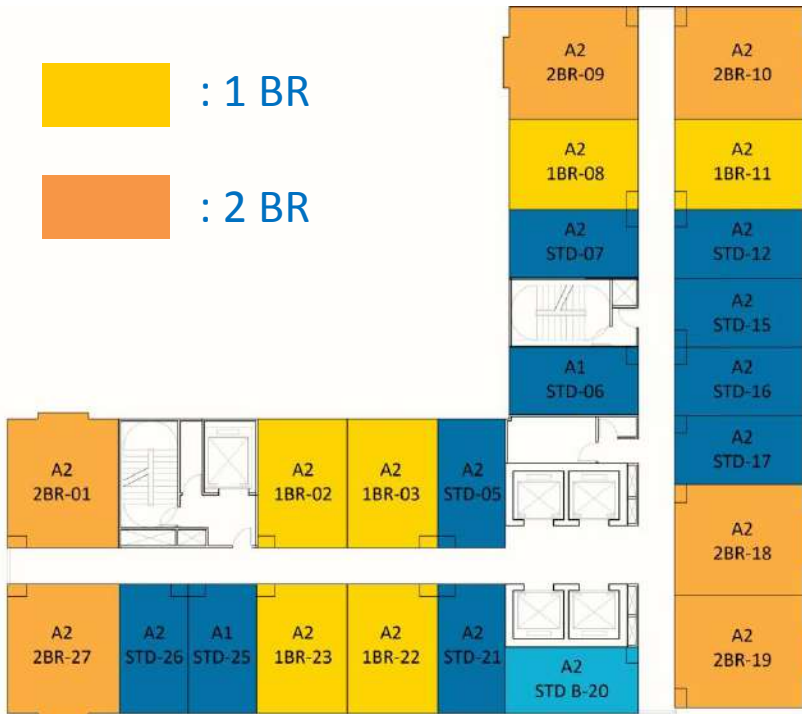 : 1 BR
: 2 BR
A2
2BR-09
A2
2BR-10
A2
1BR-08
A2
1BR-11
A2
STD-07
A2
STD-12
A2
STD-15
A1
STD-06
A2
STD-16
A2
STD-17
A2
2BR-01
A2
1BR-02
A2
1BR-03
A2
STD-05
A2
2BR-18
A2
2BR-27
A2
STD-26
A1
STD-25
A2
1BR-23
A2
1BR-22
A2
STD-21
A2
STD B-20
A2
2BR-19